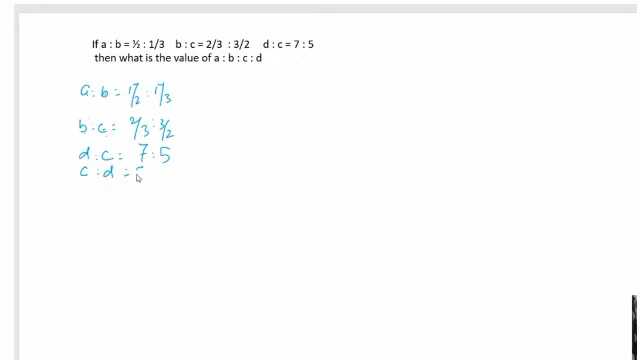 If a : b = ½ : 1/3 b : c = 2/3 : 3/2 d : c = 7 : 5
then what is the value of a : b : c : d
a : b = 1/2 : 1/3
b : c = 2/3 : 3/2
d : c = 7 : 5
c : d =